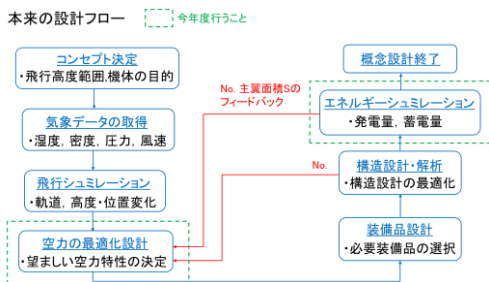 本来の設計フロー
今年度行うこと
コンセプト決定
・飛行高度範囲,機体の目的
気象データの取得
・湿度, 密度, 圧力, 風速
飛行シュミレーション
・軌道, 高度・位置変化
空力の最適化設計
・望ましい空力特性の決定
No. 主翼面積Sの
フィードバック
No.
概念設計終了
エネルギーシュミレーション
・発電量, 蓄電量
構造設計・解析
・構造設計の最適化
装備品設計
・必要装備品の選択